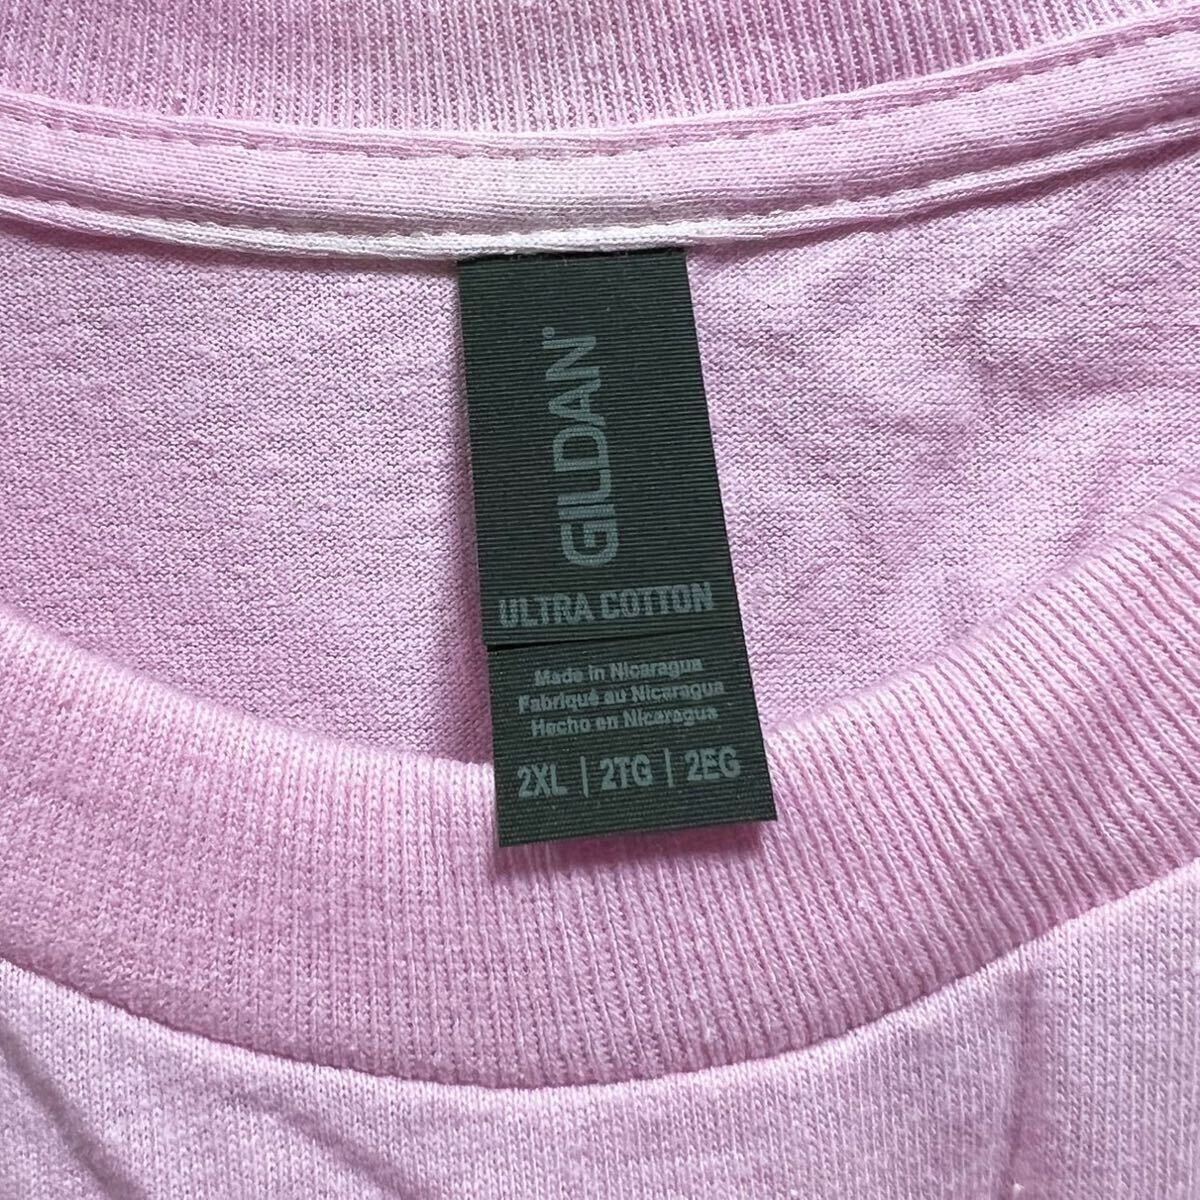 GILDAN®
ULTRA COTTON
Made in Nicaragua
Fabriqué au Nicaragua
Hecho en Nicaragua
2XL | 2TG | 2EG